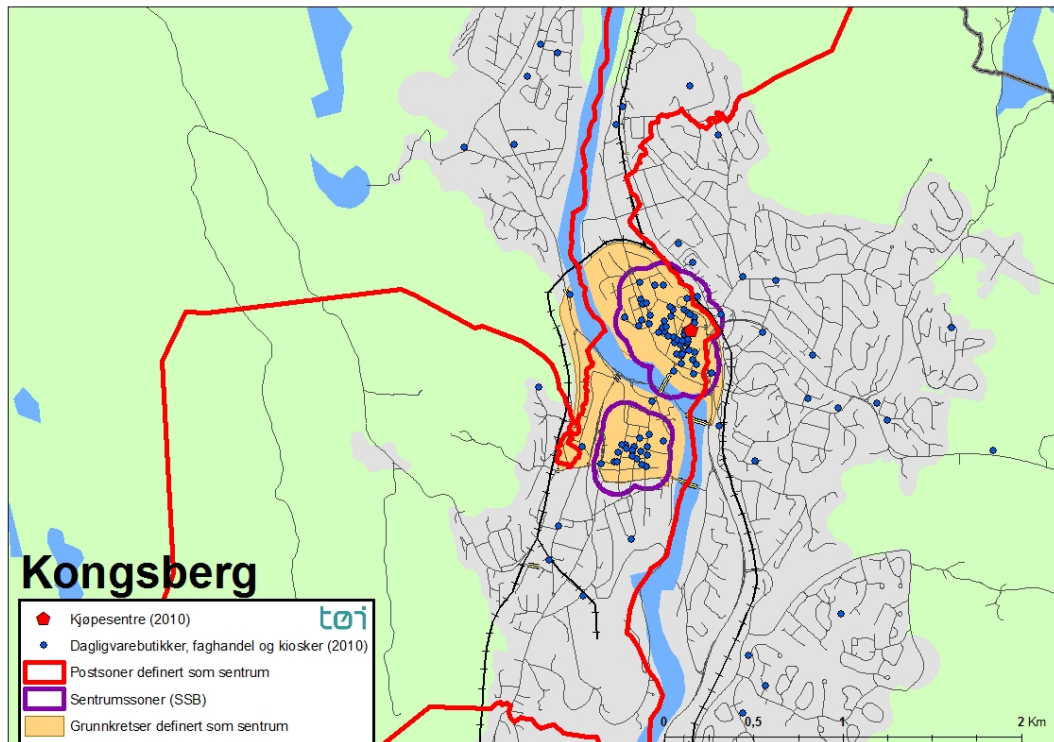 Kongsberg
tøi
Kjøpesentre (2010)
Dagligvarebutikker, faghandel og kiosker (2010)
Postsoner definert som sentrum
Sentrumssoner (SSB)
Grunnkretser definert som sentrum
0 0,5 1 2 Km